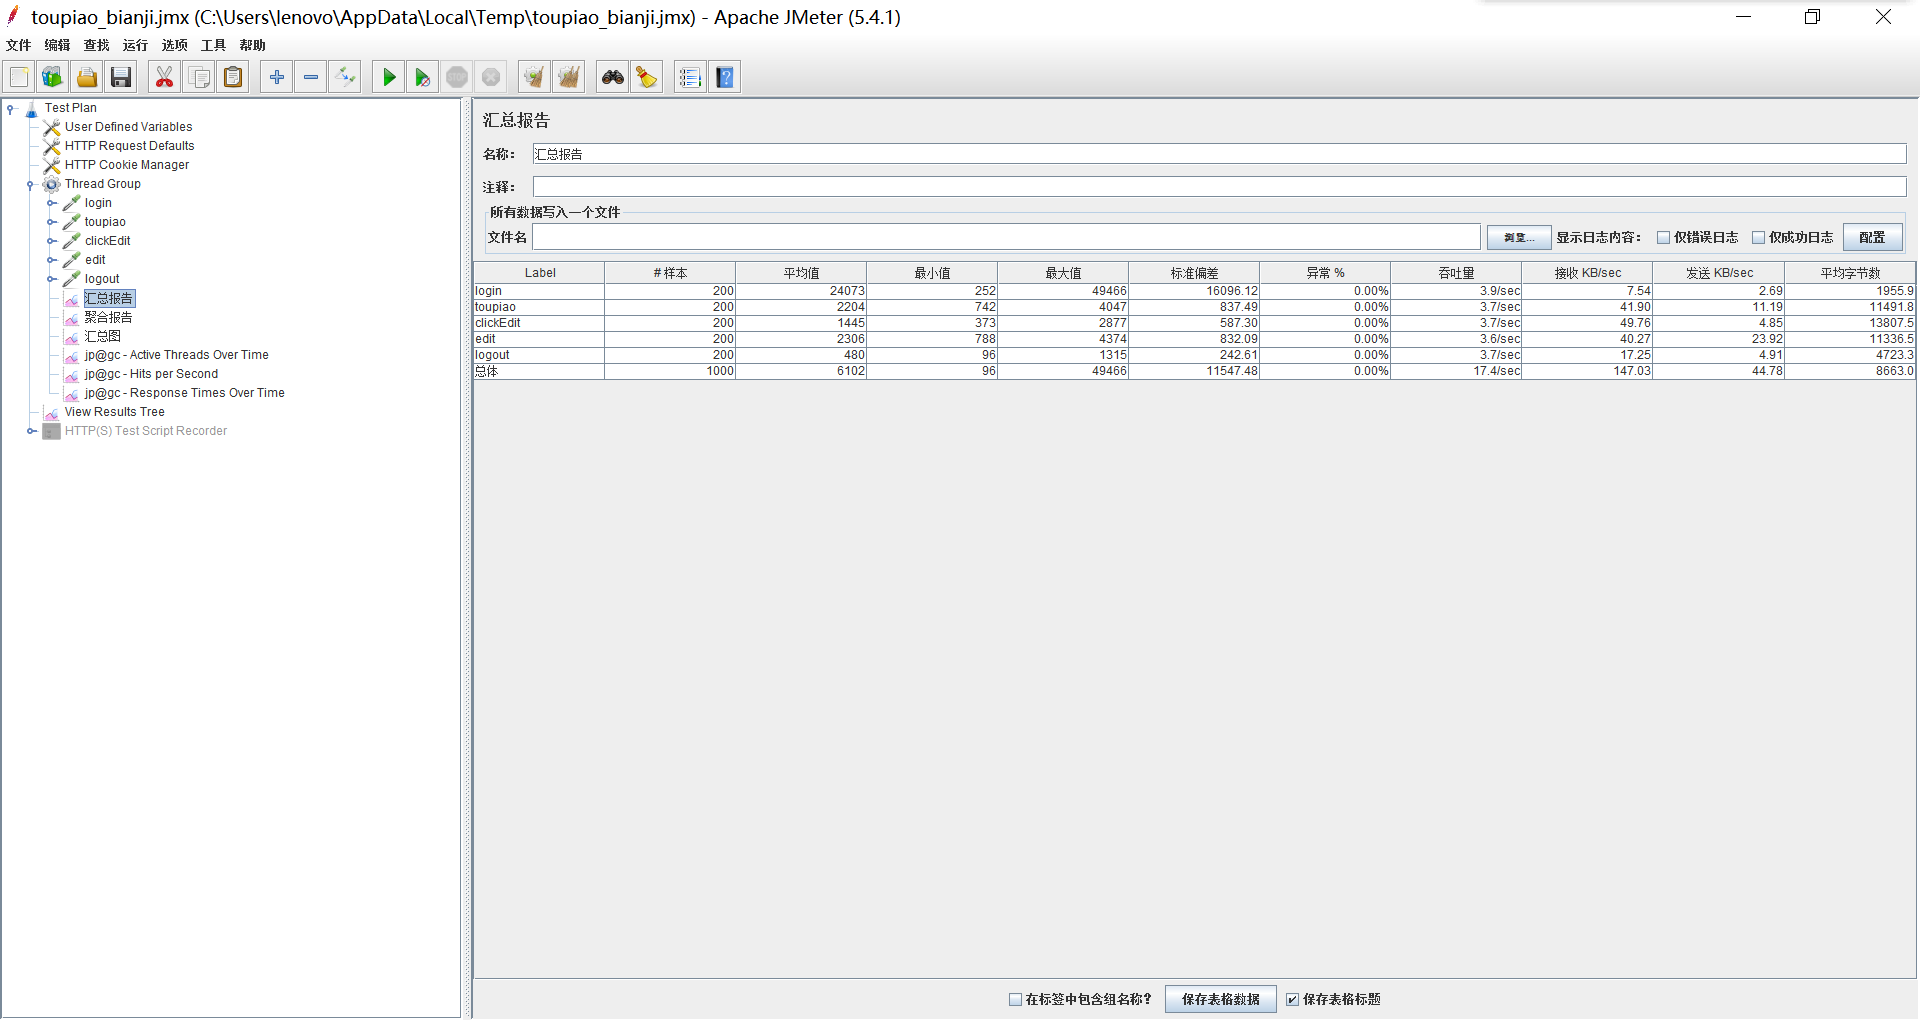 toupiao_bianji.jmx (C:\Users\lenovo\AppData\Local\Temp\toupiao_bianji.jmx) - Apache JMeter (5.4.1)
文件 编辑 查找 运行 选项 工具 帮助
STOP
Test Plan
User Defined Variables
HTTP Request Defaults
HTTP Cookie Manager
Thread Group
login
toupiao
clickEdit
edit
logout
汇总报告
聚合报告
汇总图
jp@gc - Active Threads Over Time
jp@gc - Hits per Second
jp@gc - Response Times Over Time
View Results Tree
HTTP(S) Test Script Recorder
汇总报告
名称： 汇总报告
注释：
所有数据写入一个文件
文件名 浏览... 显示日志内容： 仅错误日志 仅成功日志 配置
Label # 样本 平均值 最小值 最大值 标准偏差 异常 % 吞吐量 接收 KB/sec 发送 KB/sec 平均字节数
login 200 24073 252 49466 16096.12 0.00% 3.9/sec 7.54 2.69 1955.9
toupiao 200 2204 742 4047 837.49 0.00% 3.7/sec 41.90 11.19 11491.8
clickEdit 200 1445 373 2877 587.30 0.00% 3.7/sec 49.76 4.85 13807.5
edit 200 2306 788 4374 832.09 0.00% 3.6/sec 40.27 23.92 11336.5
logout 200 480 96 1315 242.61 0.00% 3.7/sec 17.25 4.91 4723.3
总体 1000 6102 96 49466 11547.48 0.00% 17.4/sec 147.03 44.78 8663.0
在标签中包含组名称? 保存表格数据 保存表格标题